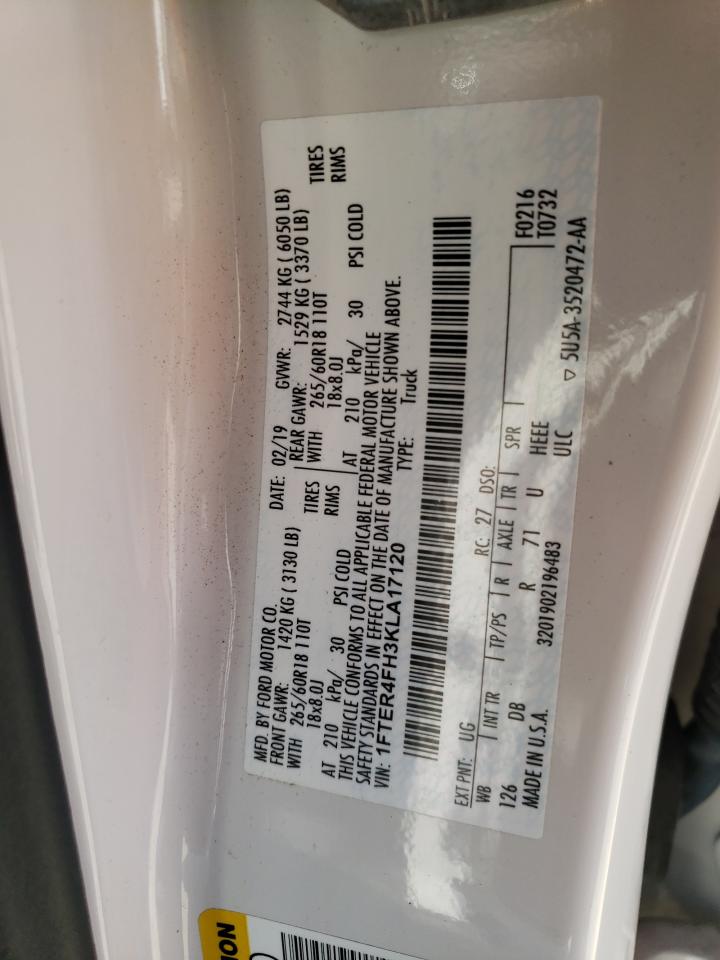 MFD. BY FORD MOTOR CO.
DATE: 02/19 GVWR: 2744 KG ( 6050 LB)
FRONT GAWR: 1420 KG ( 3130 LB) REAR GAWR: 1529 KG ( 3370 LB)
WITH 265/60R18 110T TIRES WITH 265/60R18 110T TIRES
18x8.0J RIMS 18x8.0J RIMS
AT 210 kPa/ 30 PSI COLD AT 210 kPa/ 30 PSI COLD
THIS VEHICLE CONFORMS TO ALL APPLICABLE FEDERAL MOTOR VEHICLE
SAFETY STANDARDS IN EFFECT ON THE DATE OF MANUFACTURE SHOWN ABOVE.
VIN: 1FTER4FH3KLA17120 TYPE: Truck
EXT PNT: UG RC: 27 DSO:
WB INT TR TP/PS R AXLE TR SPR
126 DB R 71 U HEEE F0216
ULC T0732
MADE IN U.S.A. 3201902196483 ▽ 5U5A-3520472-AA